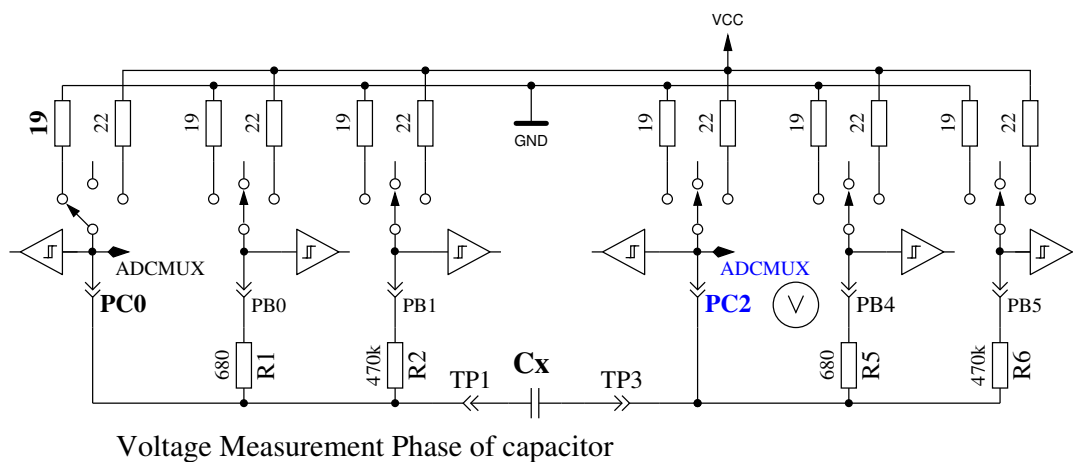 VCC
19 22 19 22 19 22 19 22 19 22 19 22
GND
ADCMUX ADCMUX
PC0 PB0 PB1 PC2 V PB4 PB5
680 R1 470k R2 680 R5 470k R6
TP1 Cx TP3
Voltage Measurement Phase of capacitor